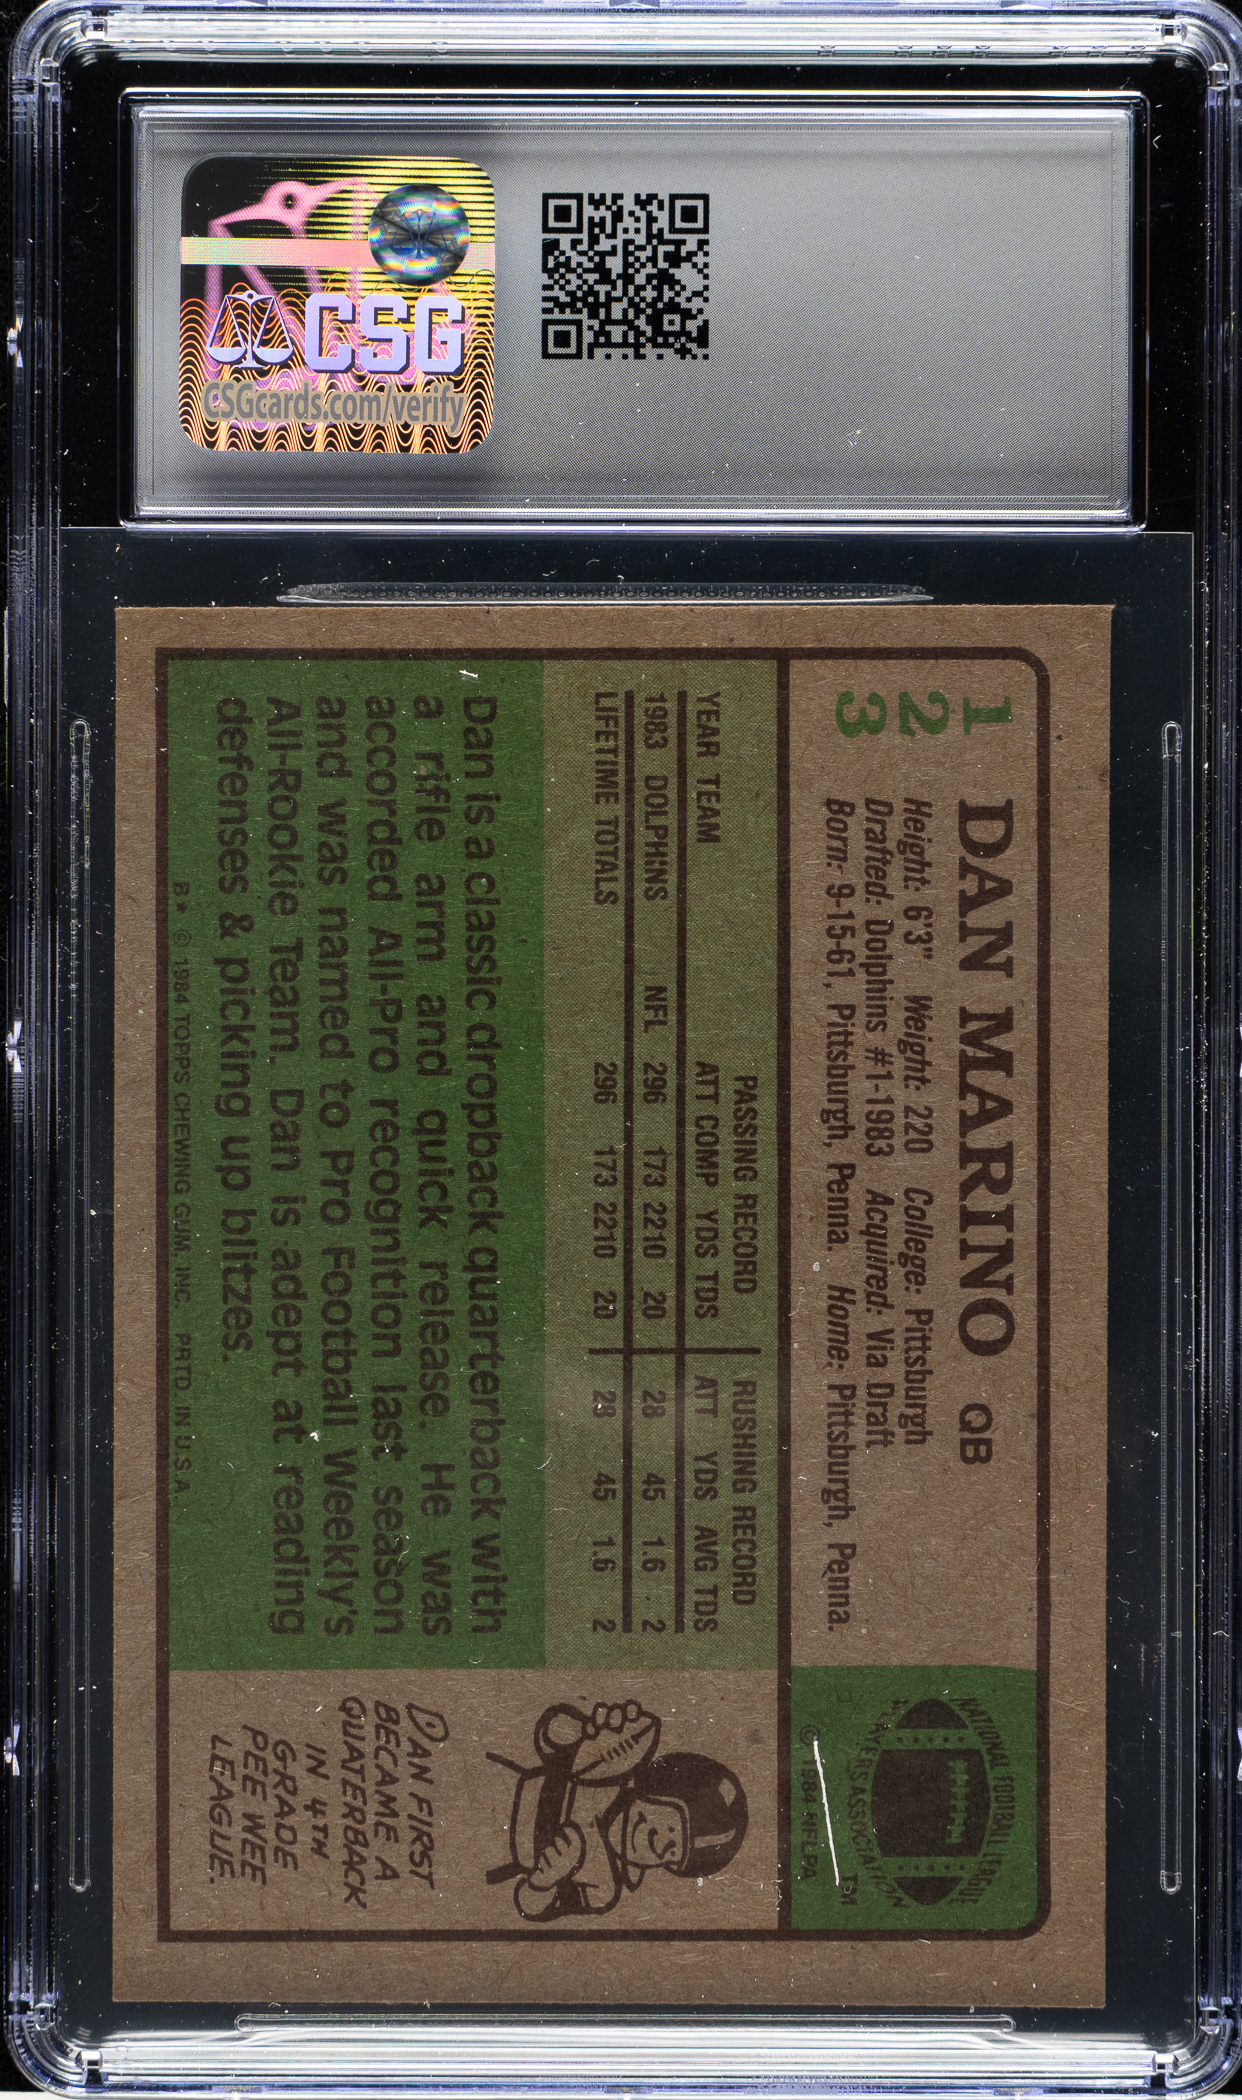 CSG
CSGcards.com/verify
1
2
3
DAN MARINO QB
Height: 6'3" Weight: 220 College: Pittsburgh
Drafted: Dolphins #1-1983 Acquired: Via Draft
Born: 9-15-61, Pittsburgh, Penna. Home: Pittsburgh, Penna.
NATIONAL FOOTBALL LEAGUE
PLAYERS ASSOCIATION
TM
© 1984 NFL PA
PASSING RECORD RUSHING RECORD
YEAR TEAM ATT COMP YDS TDS ATT YDS AVG TDS
1983 DOLPHINS NFL 296 173 2210 20 28 45 1.6 2
LIFETIME TOTALS 296 173 2210 20 28 45 1.6 2
Dan is a classic dropback quarterback with
a rifle arm and quick release. He was
accorded All-Pro recognition last season
and was named to Pro Football Weekly's
All-Rookie Team. Dan is adept at reading
defenses & picking up blitzes.
B* © 1984 TOPPS CHEWING GUM, INC. PRTD. IN U.S.A.
DAN FIRST
BECAME A
QUATERBACK
IN 4TH
GRADE
PEE WEE
LEAGUE.